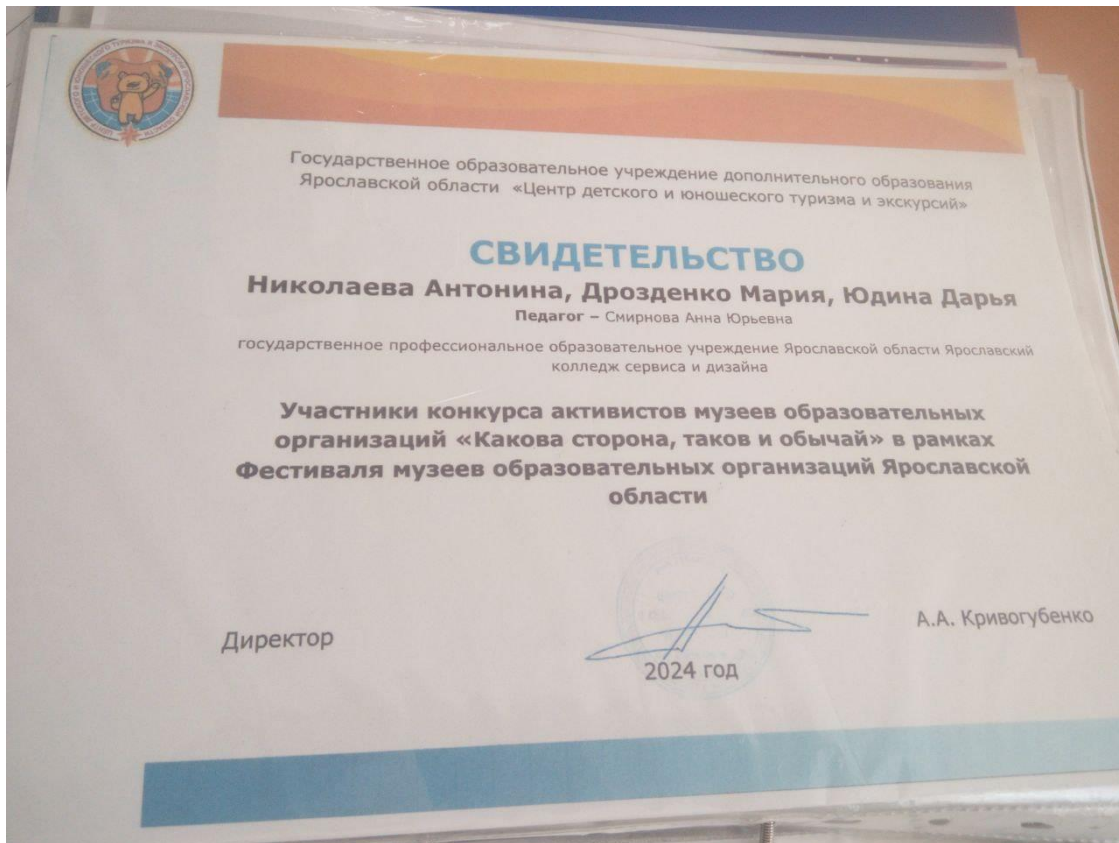 Государственное образовательное учреждение дополнительного образования
Ярославской области «Центр детского и юношеского туризма и экскурсий»
СВИДЕТЕЛЬСТВО
Николаева Антонина, Дрозденко Мария, Юдина Дарья
Педагог – Смирнова Анна Юрьевна
государственное профессиональное образовательное учреждение Ярославской области Ярославский
колледж сервиса и дизайна
Участники конкурса активистов музеев образовательных
организаций «Какова сторона, таков и обычай» в рамках
Фестиваля музеев образовательных организаций Ярославской
области
Директор
А.А. Кривогубенко
2024 год